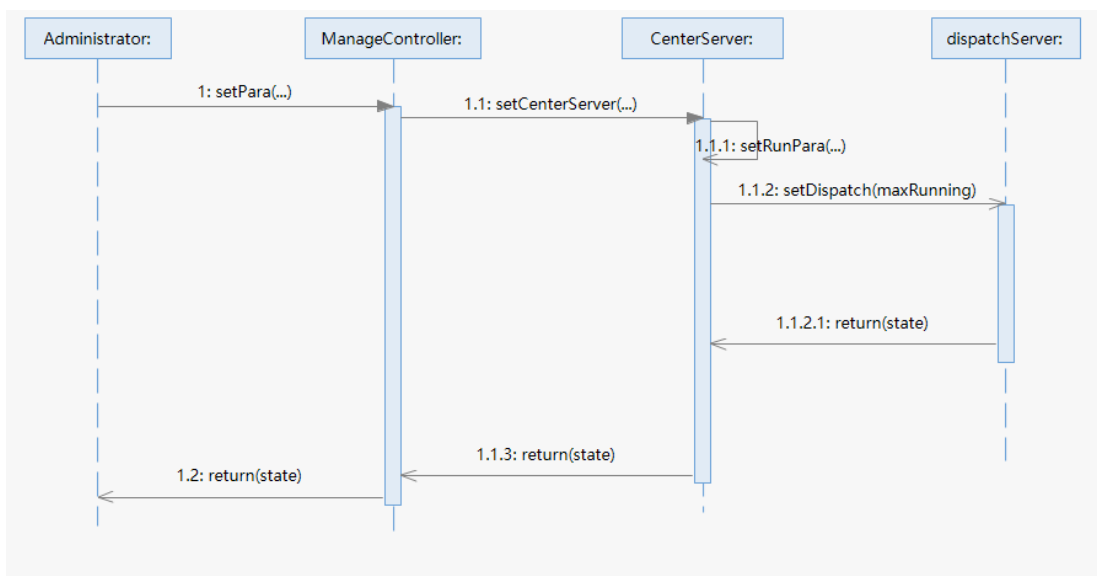 Administrator:
ManageController:
CenterServer:
dispatchServer:
1: setPara(...)
1.1: setCenterServer(...)
1.1.1: setRunPara(...)
1.1.2: setDispatch(maxRunning)
1.1.2.1: return(state)
1.1.3: return(state)
1.2: return(state)